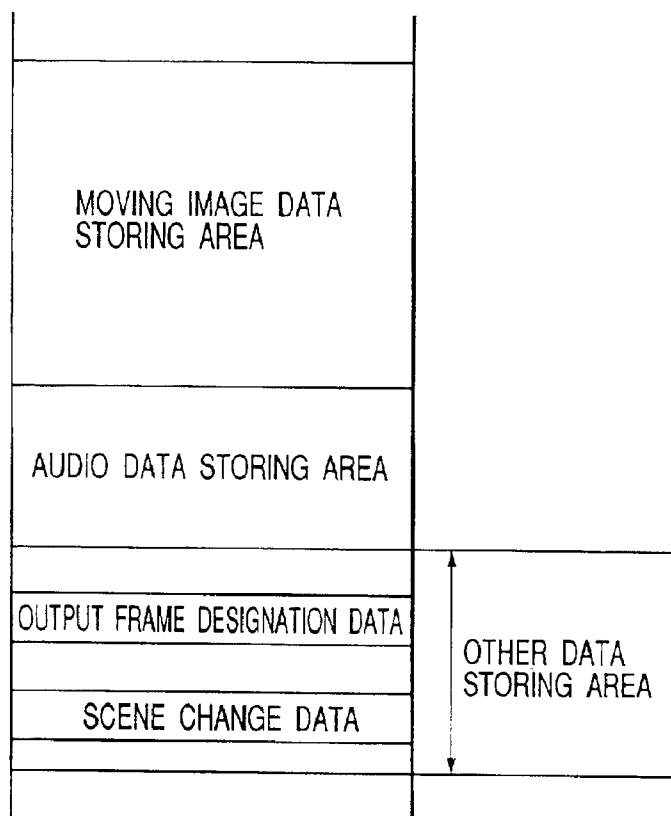 MOVING IMAGE DATA
STORING AREA
AUDIO DATA STORING AREA
OUTPUT FRAME DESIGNATION DATA
SCENE CHANGE DATA
OTHER DATA
STORING AREA